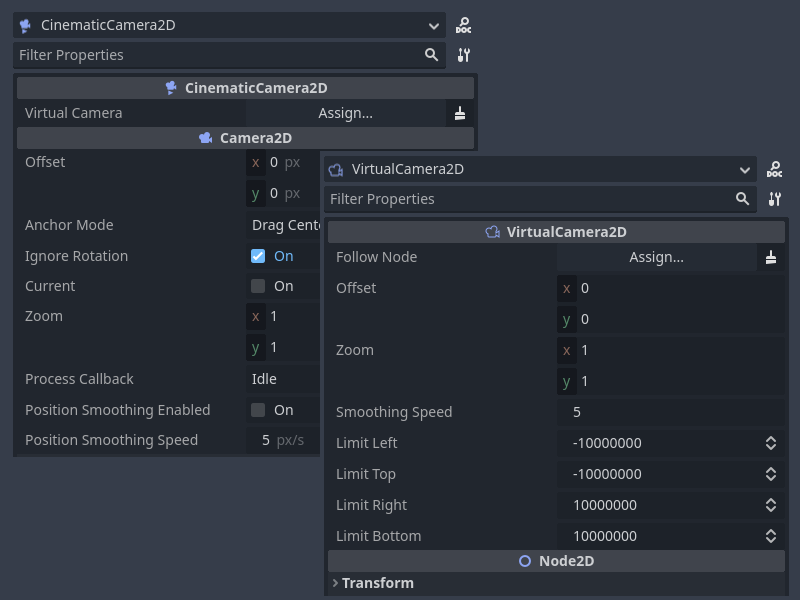 CinematicCamera2D
DOC
Filter Properties
CinematicCamera2D
Virtual Camera Assign...
Camera2D
Offset x 0 px
y 0 px
Anchor Mode Drag Cent
Ignore Rotation On
Current On
Zoom x 1
y 1
Process Callback Idle
Position Smoothing Enabled On
Position Smoothing Speed 5 px/s
VirtualCamera2D
DOC
Filter Properties
VirtualCamera2D
Follow Node Assign...
Offset x 0
y 0
Zoom x 1
y 1
Smoothing Speed 5
Limit Left -10000000
Limit Top -10000000
Limit Right 10000000
Limit Bottom 10000000
Node2D
Transform